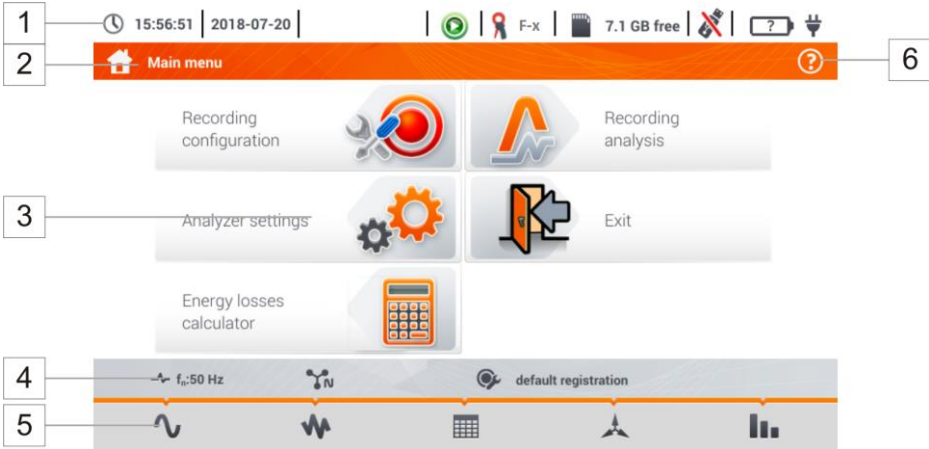 1
15:56:51 2018-07-20 F-x 7.1 GB free ?
2
Main menu
?
6
Recording
configuration
Recording
analysis
3
Analyzer settings
Exit
Energy losses
calculator
4
fₙ:50 Hz N default registration
5